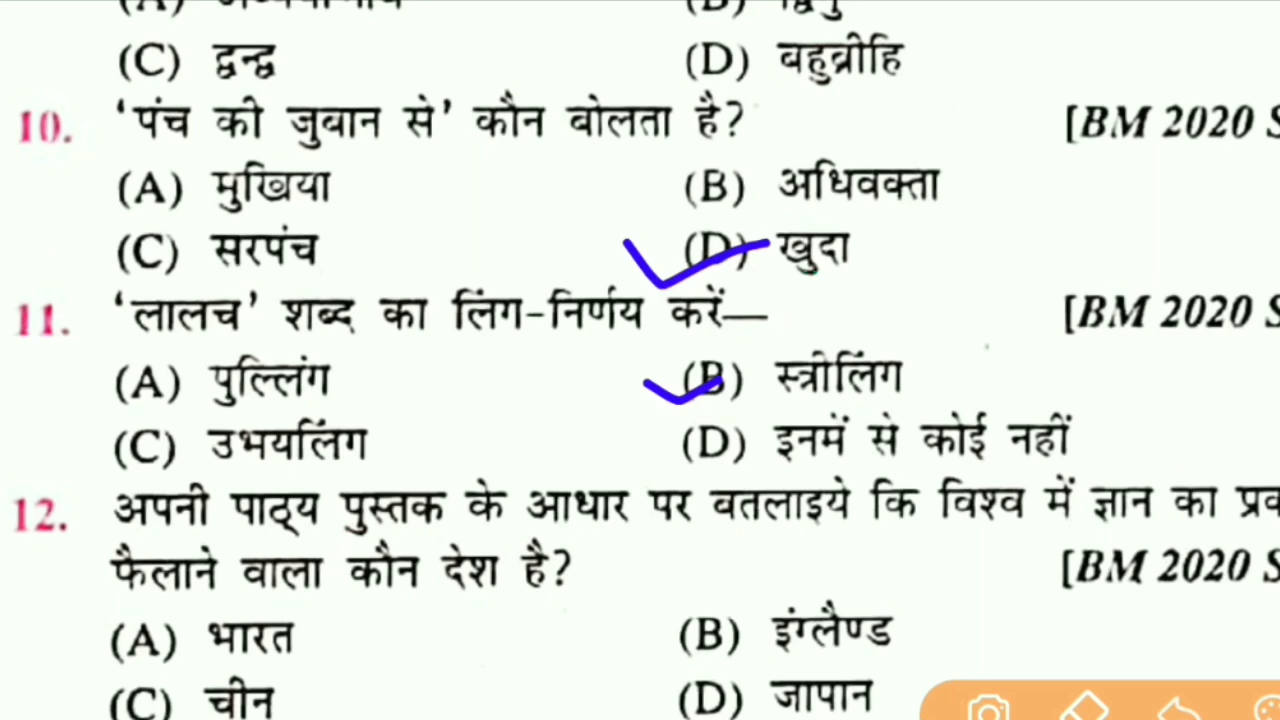 (C) द्वन्द्व (D) बहुव्रीहि
10. ‘पंच की जुबान से’ कौन बोलता है? [BM 2020 S
(A) मुखिया (B) अधिवक्ता
(C) सरपंच (D) खुदा
11. ‘लालच’ शब्द का लिंग-निर्णय करें— [BM 2020 S
(A) पुल्लिंग (B) स्त्रीलिंग
(C) उभयलिंग (D) इनमें से कोई नहीं
12. अपनी पाठ्य पुस्तक के आधार पर बतलाइये कि विश्व में ज्ञान का
फैलाने वाला कौन देश है? [BM 2020 S
(A) भारत (B) इंग्लैण्ड
(C) चीन (D) जापान